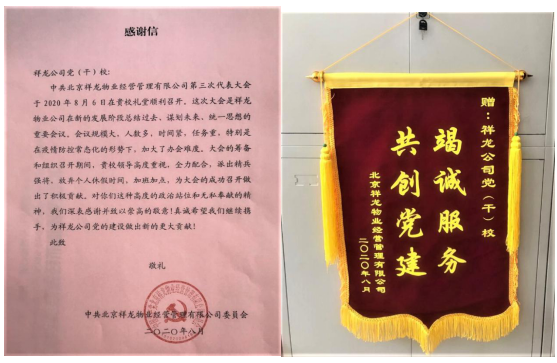 感谢信
祥龙公司党（干）校:
中共北京祥龙物业经营管理有限公司第三次代表大会
于2020年8月6日在贵校礼堂顺利召开。这次大会是祥龙
物业公司在新的发展阶段总结过去、谋划未来、统一思想的
重要会议。会议规模大、人数多，时间紧，任务重，特别是
在疫情防控常态化的形势下，加大了办会难度。大会的筹备
和组织召开期间，贵校领导高度重视，全力配合，派出精兵
强将，放弃个人休假时间，加班加点，为大会的成功召开做
出了积极贡献。对你们这种高度的政治站位和无私奉献的精
神，我们深表感谢并致以崇高的敬意!真诚希望我们继续携
手，为祥龙公司党的建设做出新的更大贡献!
此致
敬礼
中共北京祥龙物业经营管理有限公司委员会
二〇二〇年八月
赠：祥龙公司党（干）校
竭诚服务
共创党建
北京祥龙物业经营管理有限公司
二〇二〇年八月